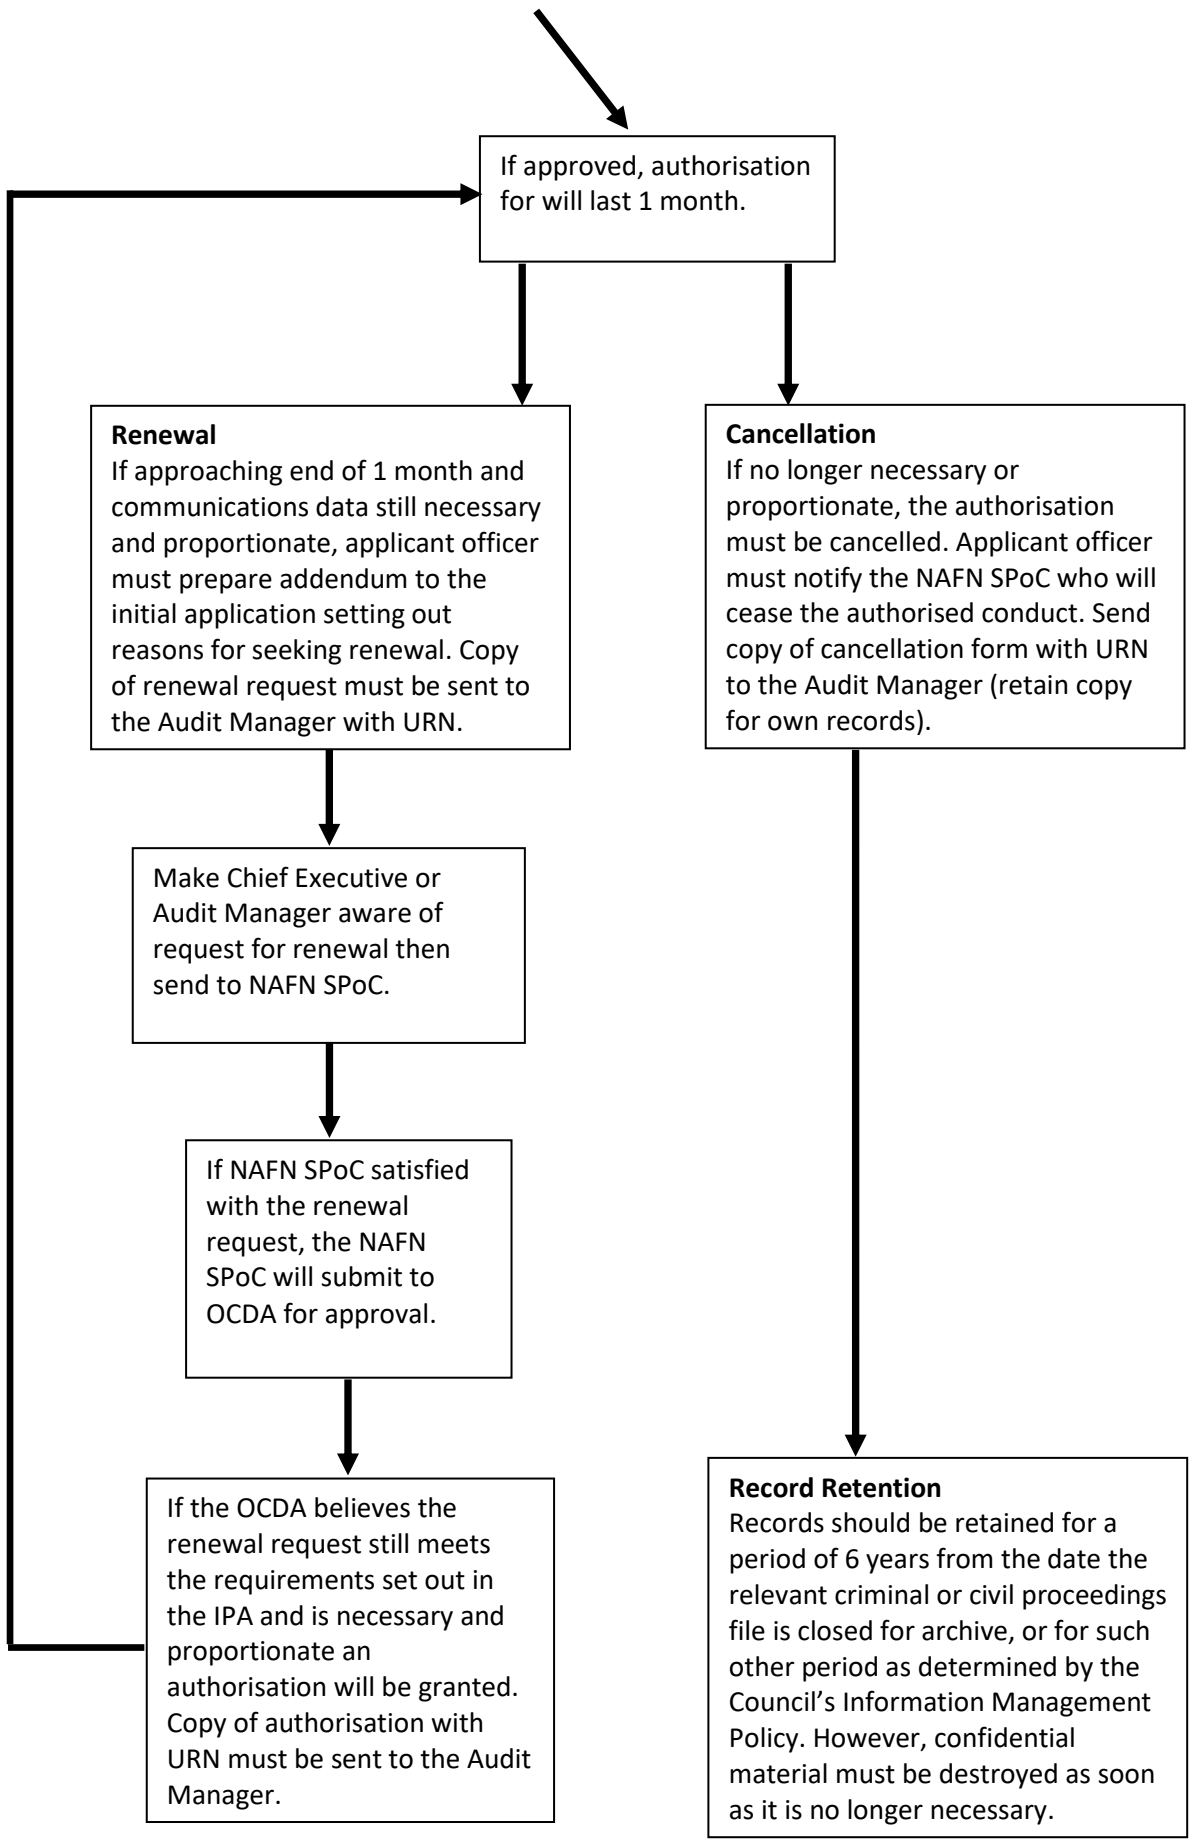 If approved, authorisation
for will last 1 month.
Renewal
If approaching end of 1 month and
communications data still necessary
and proportionate, applicant officer
must prepare addendum to the
initial application setting out
reasons for seeking renewal. Copy
of renewal request must be sent to
the Audit Manager with URN.
Cancellation
If no longer necessary or
proportionate, the authorisation
must be cancelled. Applicant officer
must notify the NAFN SPoC who will
cease the authorised conduct. Send
copy of cancellation form with URN
to the Audit Manager (retain copy
for own records).
Make Chief Executive or
Audit Manager aware of
request for renewal then
send to NAFN SPoC.
If NAFN SPoC satisfied
with the renewal
request, the NAFN
SPoC will submit to
OCDA for approval.
If the OCDA believes the
renewal request still meets
the requirements set out in
the IPA and is necessary and
proportionate an
authorisation will be granted.
Copy of authorisation with
URN must be sent to the Audit
Manager.
Record Retention
Records should be retained for a
period of 6 years from the date the
relevant criminal or civil proceedings
file is closed for archive, or for such
other period as determined by the
Council’s Information Management
Policy. However, confidential
material must be destroyed as soon
as it is no longer necessary.